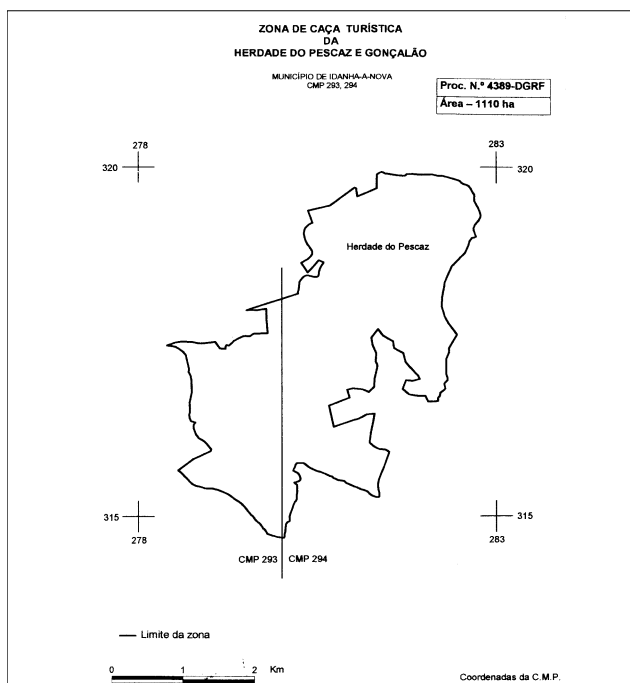 ZONA DE CAÇA TURÍSTICA
DA
HERDADE DO PESCAZ E GONÇALÃO
MUNICÍPIO DE IDANHA-A-NOVA
CMP 293, 294
Proc. N.º 4389-DGRF
Área – 1110 ha
278
283
320
320
Herdade do Pescaz
315
315
278
283
CMP 293
CMP 294
Limite da zona
0 1 2 Km
Coordenadas da C.M.P.